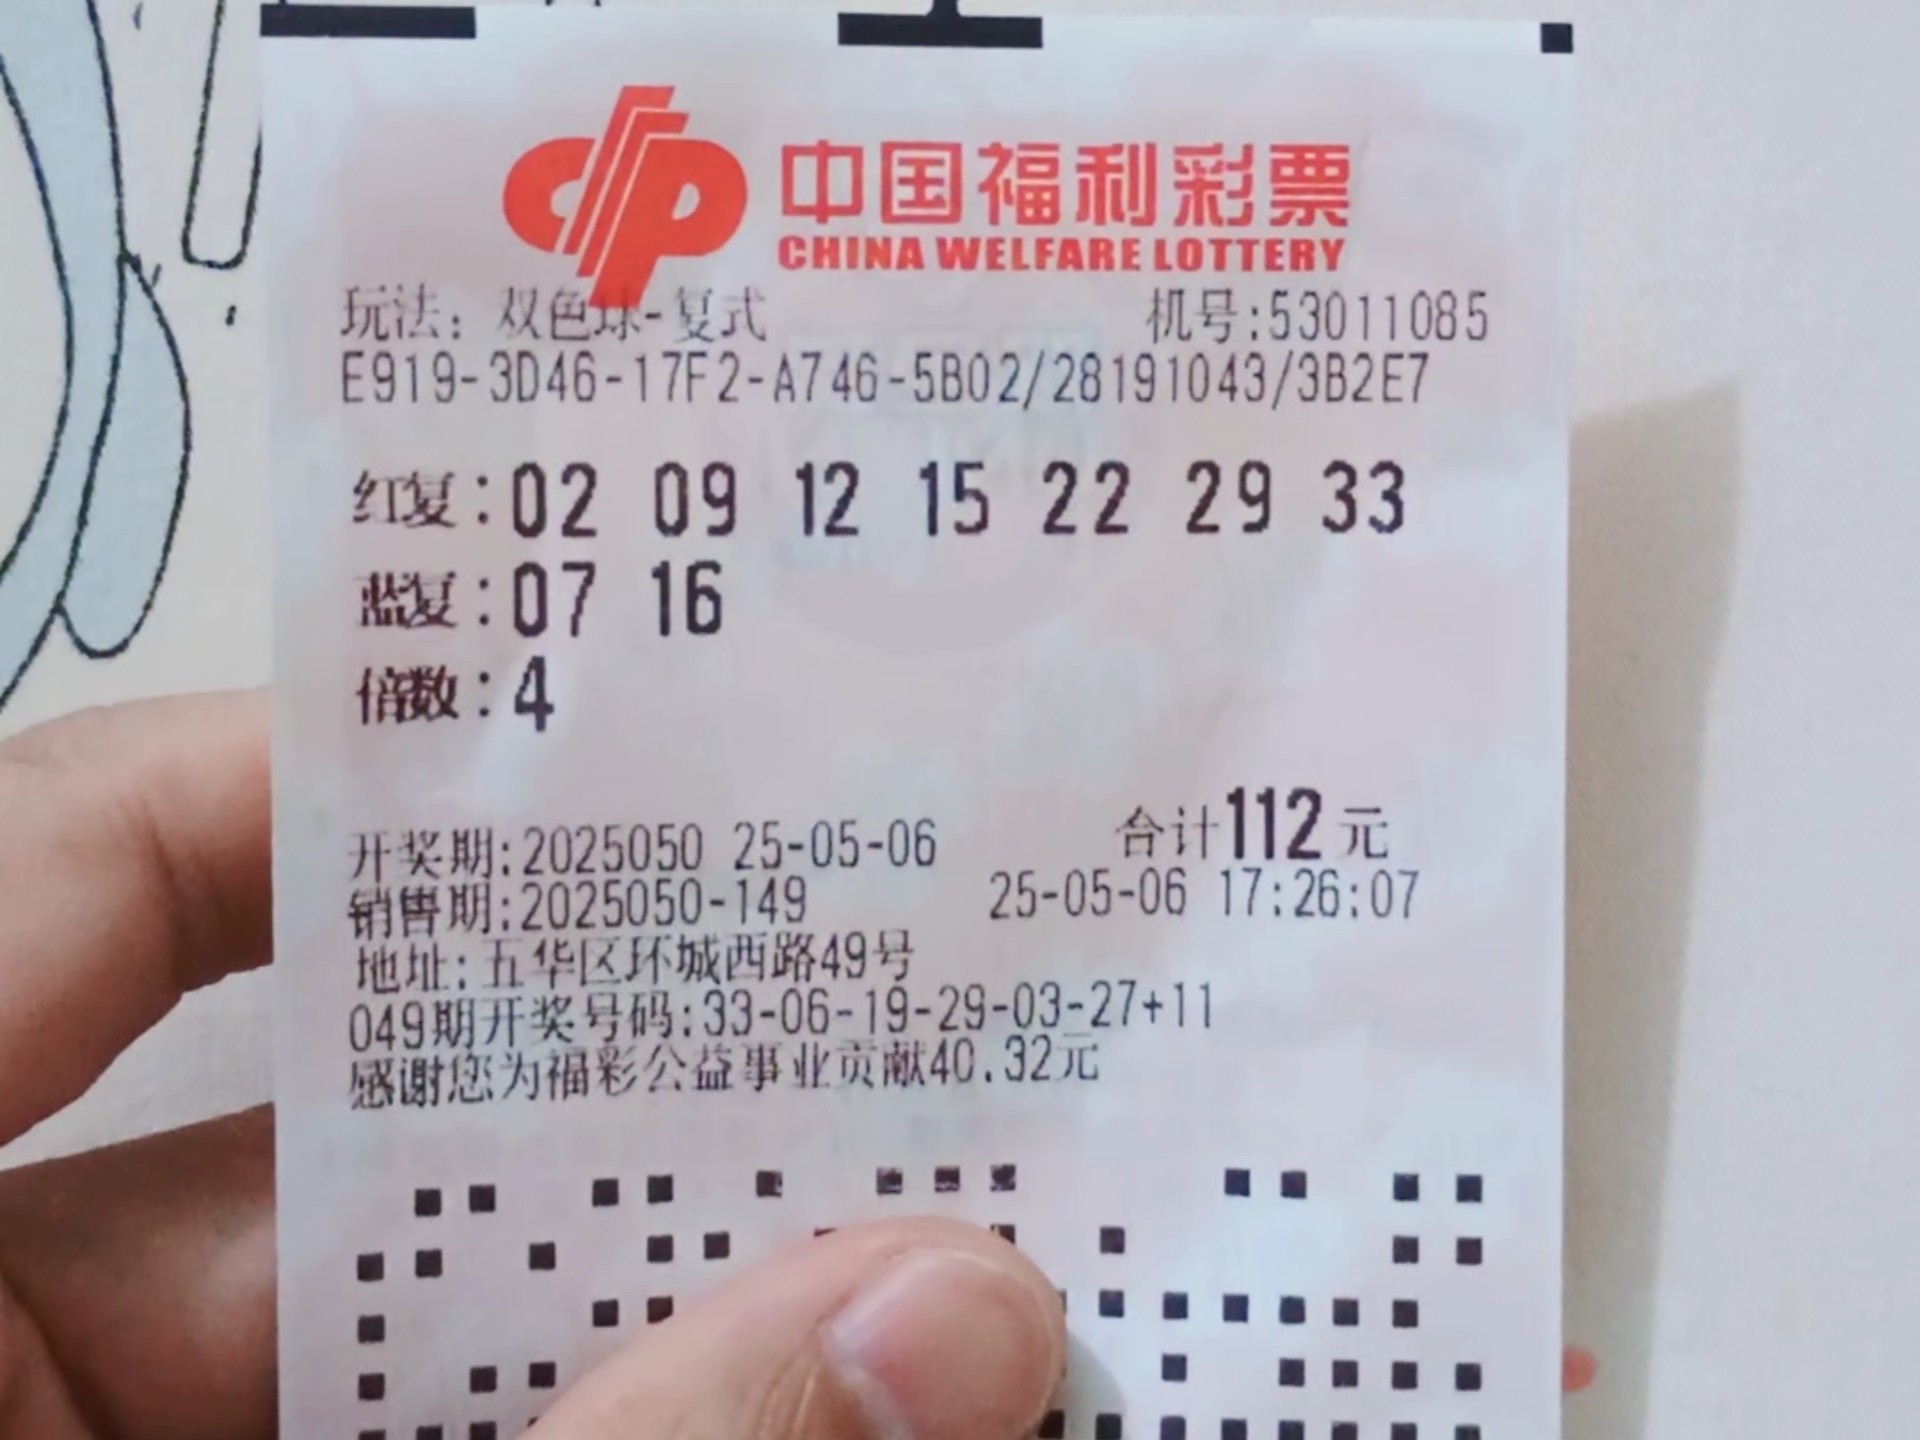 中国福利彩票
CHINA WELFARE LOTTERY
玩法：双色球-复式 机号:53011085
E919-3D46-17F2-A746-5B02/28191043/3B2E7
红复:02 09 12 15 22 29 33
蓝复:07 16
倍数:4
合计112元
开奖期:2025050 25-05-06
销售期:2025050-149 25-05-06 17:26:07
地址:五华区环城西路49号
049期开奖号码:33-06-19-29-03-27+11
感谢您为福彩公益事业贡献40.32元